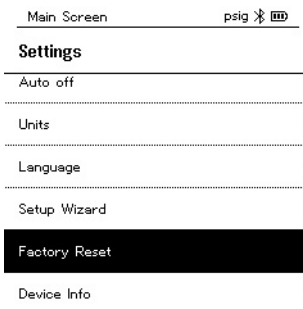 Main Screen psig
Settings
Auto off
Units
Language
Setup Wizard
Factory Reset
Device Info